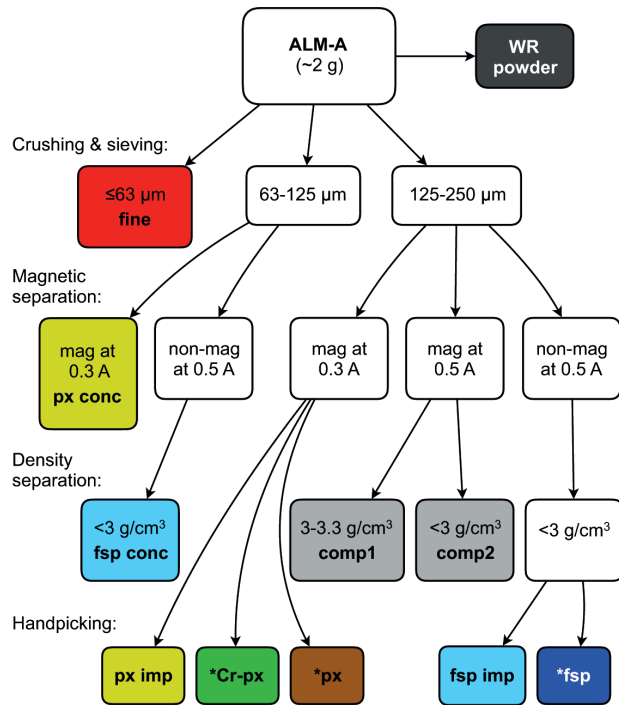 ALM-A
(~2 g)
WR
powder
Crushing & sieving:
≤63 µm
fine
63-125 µm
125-250 µm
Magnetic
separation:
mag at
0.3 A
px conc
non-mag
at 0.5 A
mag at
0.3 A
mag at
0.5 A
non-mag
at 0.5 A
Density
separation:
<3 g/cm³
fsp conc
3-3.3 g/cm³
comp1
<3 g/cm³
comp2
<3 g/cm³
Handpicking:
px imp
*Cr-px
*px
fsp imp
*fsp